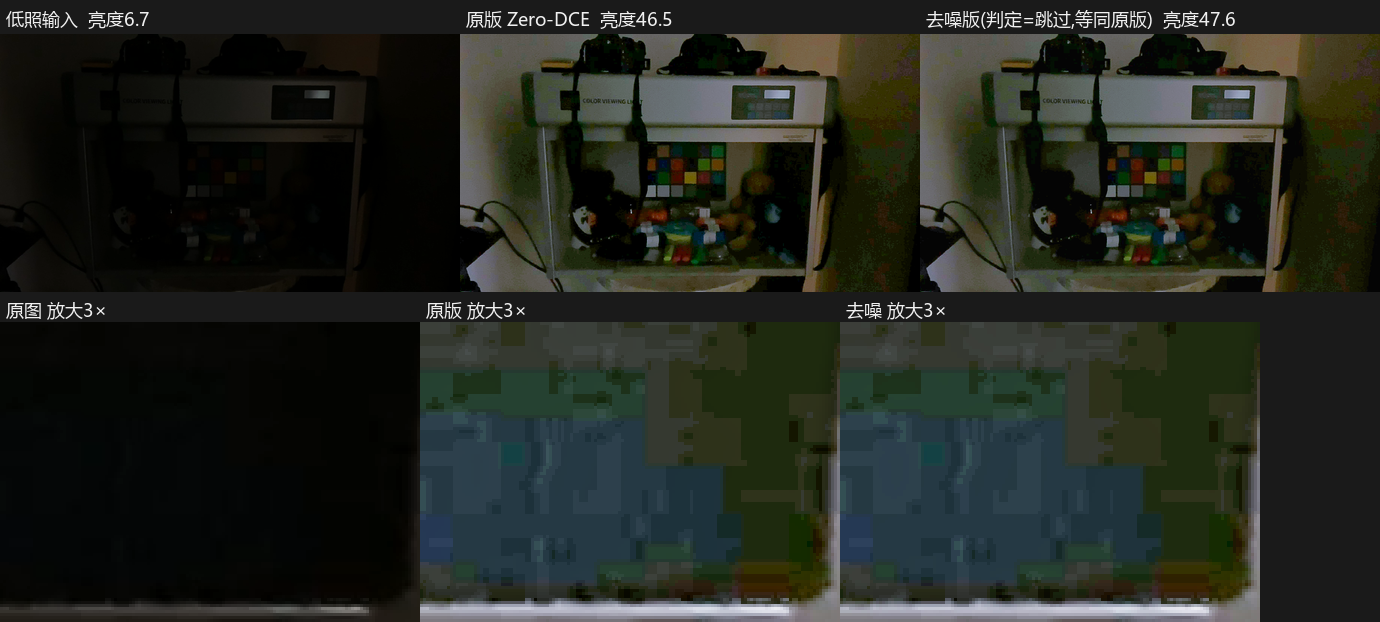 低照输入 亮度6.7
原版 Zero-DCE 亮度46.5
去噪版(判定=跳过,等同原版) 亮度47.6
COLOR VIEWING LIGHT
COLOR VIEWING
COLOR VIEWING
原图 放大3×
原版 放大3×
去噪 放大3×